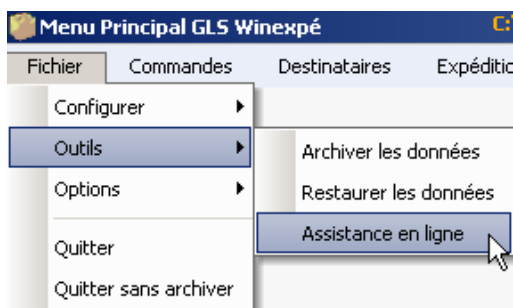 Menu Principal GLS Winexpé C:
Fichier Commandes Destinataires Expéditio
Configurer
Outils Archiver les données
Options Restaurer les données
Assistance en ligne
Quitter
Quitter sans archiver